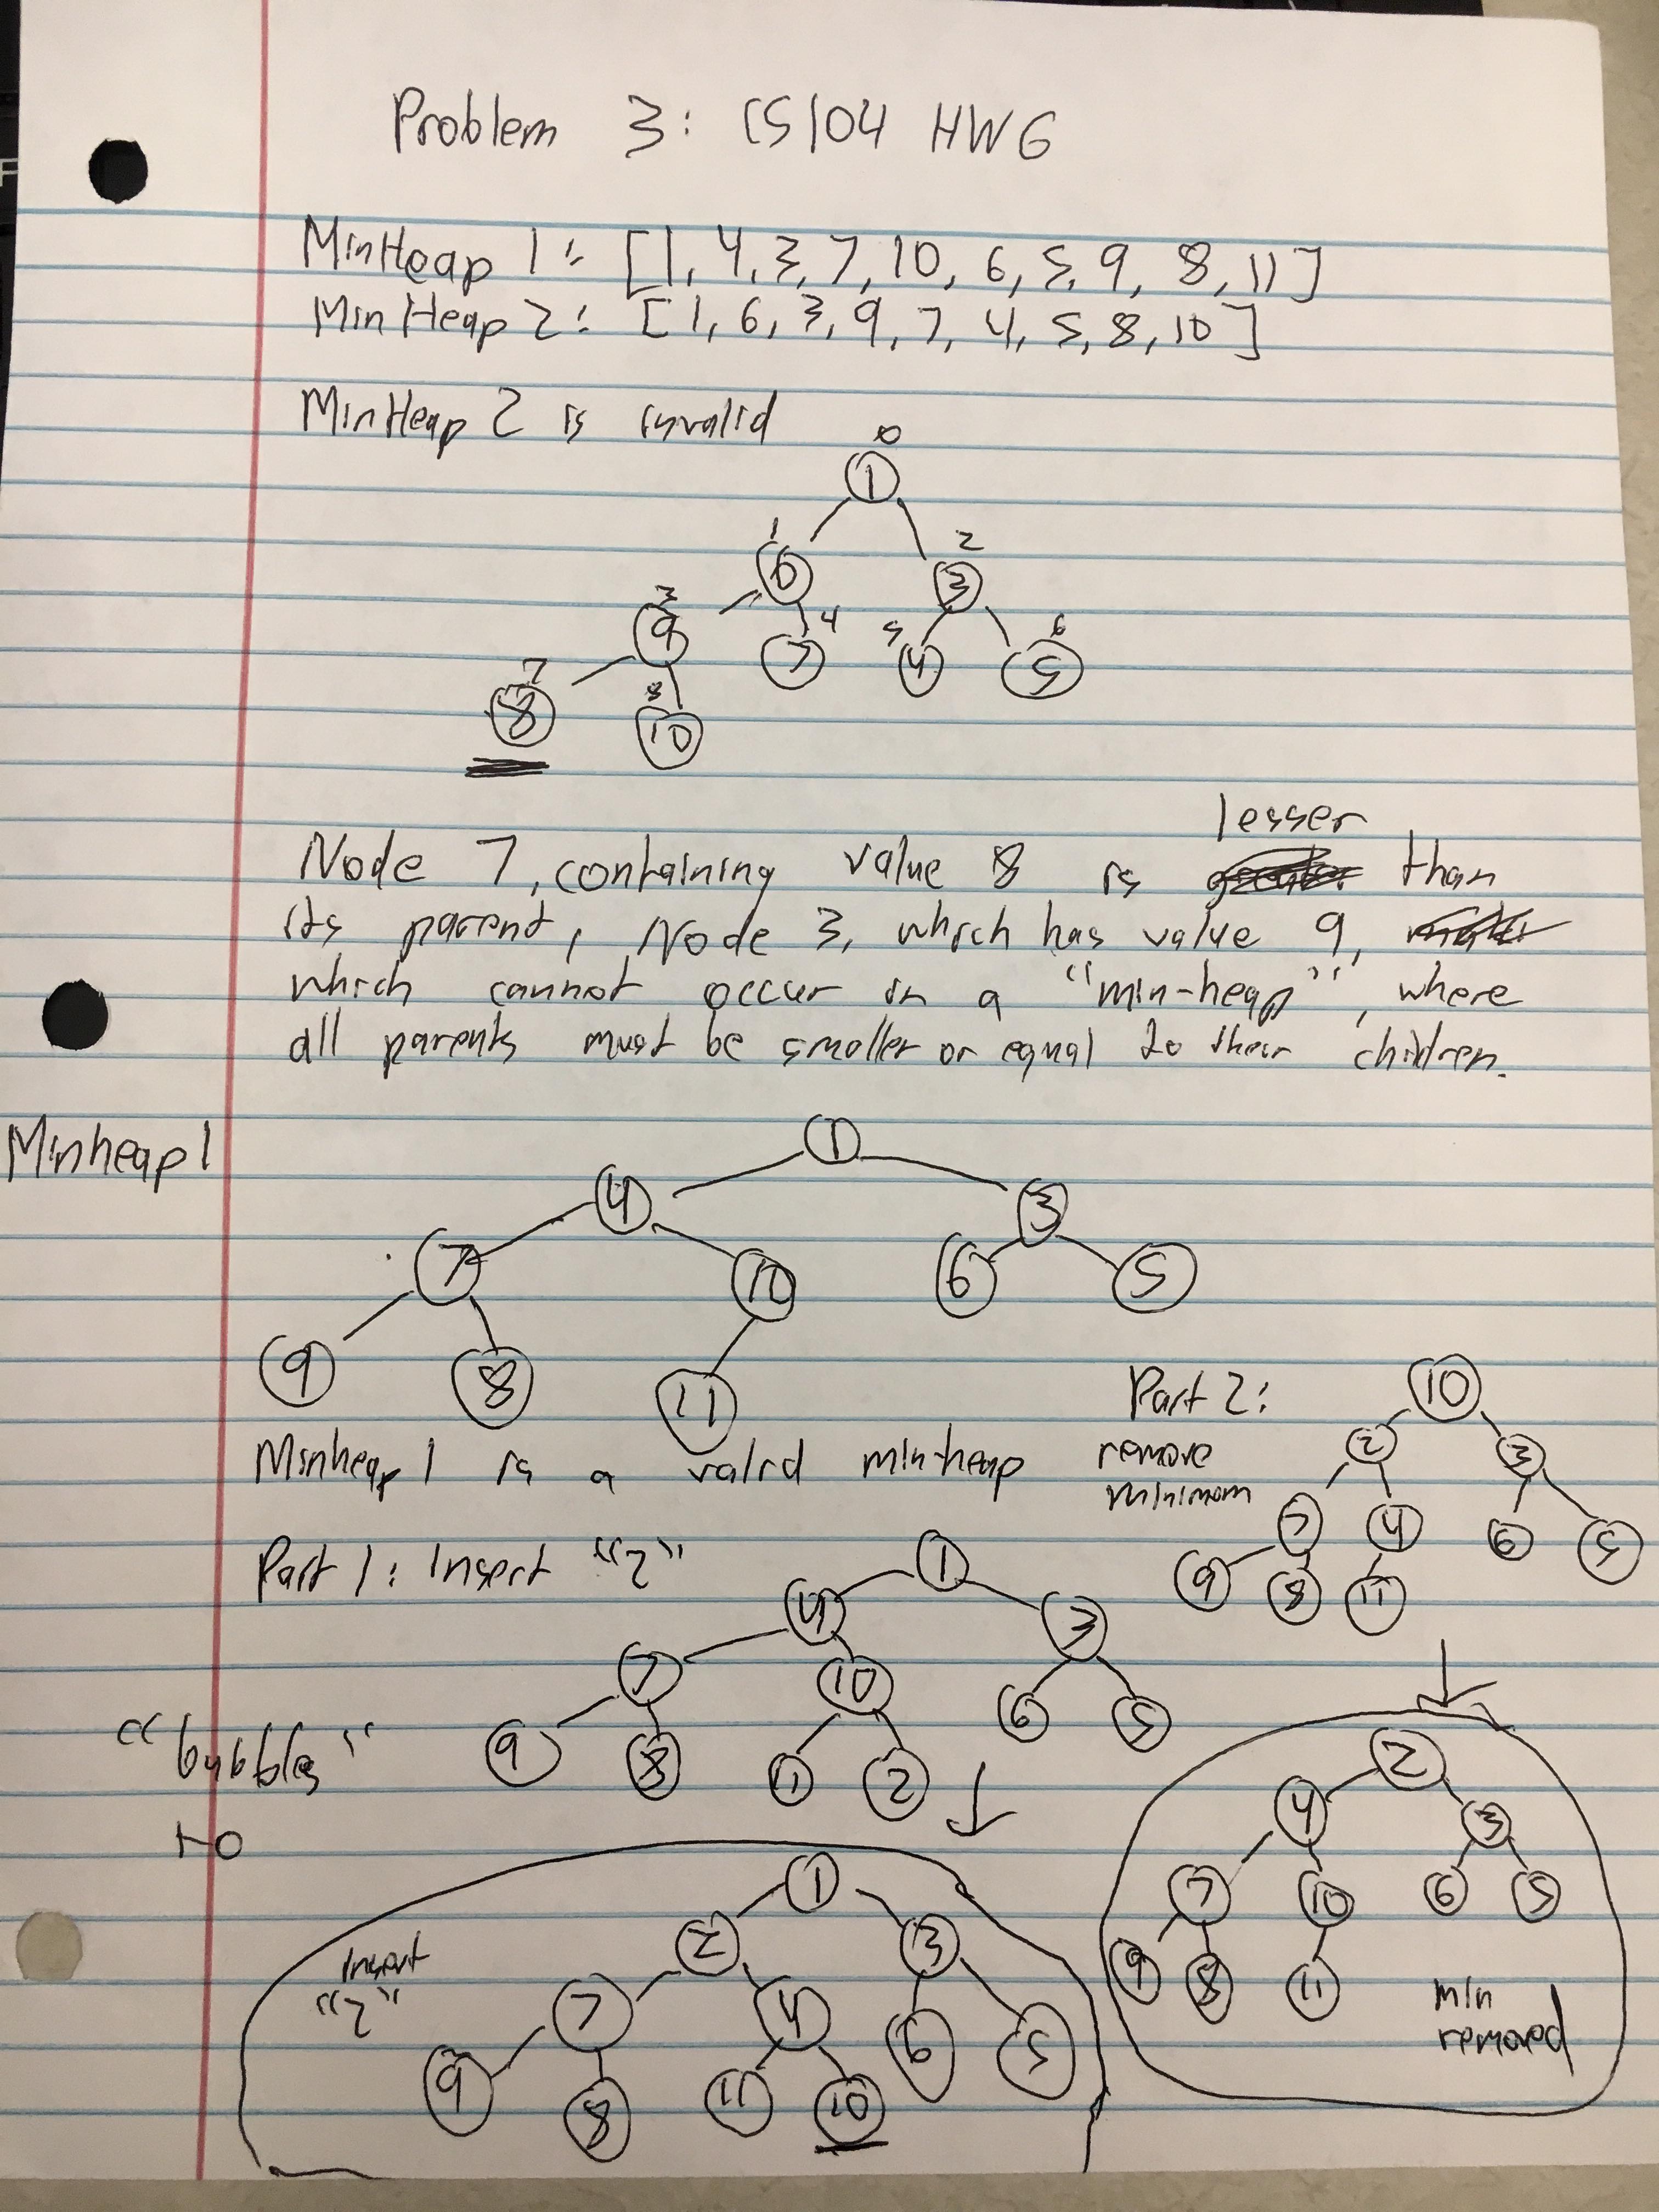 Problem 3: CS104 HW6
MinHeap 1: [1, 4, 3, 7, 10, 6, 5, 9, 8, 11]
MinHeap 2: [1, 6, 3, 9, 7, 4, 5, 8, 10]
MinHeap 2 is invalid
0
1
1 2
6 3
3 4 5 6
9 7 4 5
7 8
8 10
lesser
Node 7, containing value 8 is than
its parent, Node 3, which has value 9,
which cannot occur in a "min-heap", where
all parents must be smaller or equal to their children.
Minheap 1
1
4 3
7 10 6 5
9 8 11
Minheap 1 is a valid min-heap
Part 1: Insert "2"
1
4 3
7 10 6 5
9 8 11 2
"bubbles"
to
Insert
"2"
1
2 3
7 4 6 5
9 8 11 10
Part 2:
remove
minimum
10
2 3
7 4 6 5
9 8 11
2
4 3
7 10 6 5
9 8 11
min
removed